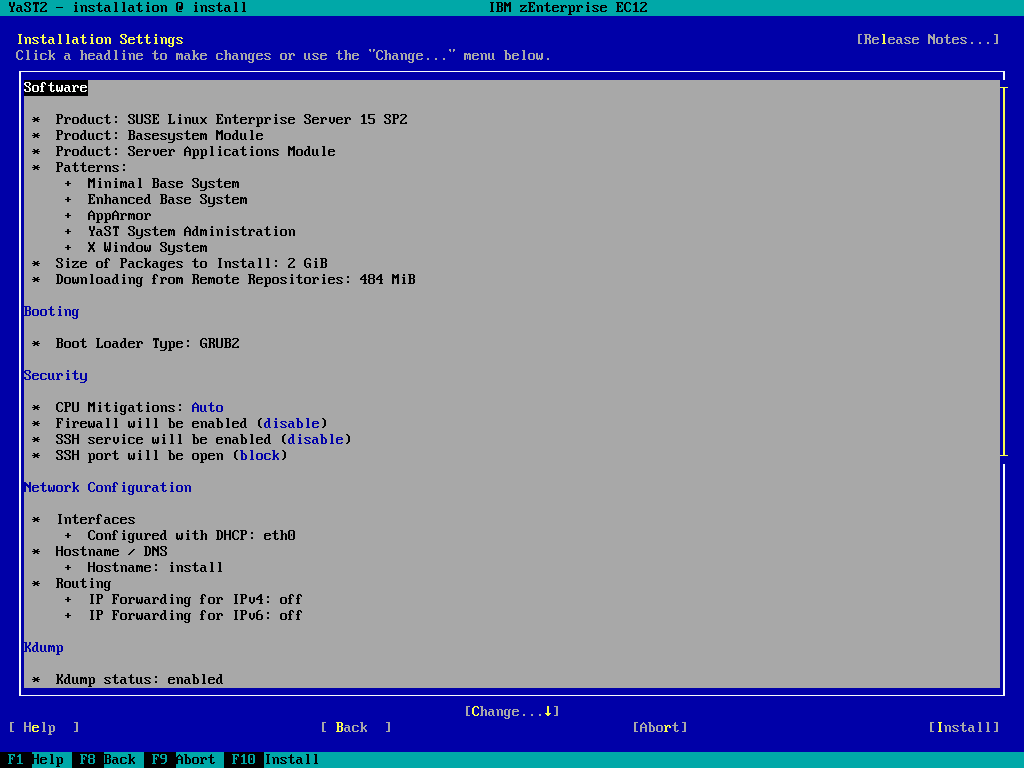 YaST2 - installation @ install IBM zEnterprise EC12
Installation Settings [Release Notes...]
Click a headline to make changes or use the "Change..." menu below.
Software
* Product: SUSE Linux Enterprise Server 15 SP2
* Product: Basesystem Module
* Product: Server Applications Module
* Patterns:
+ Minimal Base System
+ Enhanced Base System
+ AppArmor
+ YaST System Administration
+ X Window System
* Size of Packages to Install: 2 GiB
* Downloading from Remote Repositories: 484 MiB
Booting
* Boot Loader Type: GRUB2
Security
* CPU Mitigations: Auto
* Firewall will be enabled (disable)
* SSH service will be enabled (disable)
* SSH port will be open (block)
Network Configuration
* Interfaces
+ Configured with DHCP: eth0
* Hostname / DNS
+ Hostname: install
* Routing
+ IP Forwarding for IPv4: off
+ IP Forwarding for IPv6: off
Kdump
* Kdump status: enabled
[Change...↓]
[ Help ] [ Back ] [Abort] [Install]
F1 Help F8 Back F9 Abort F10 Install